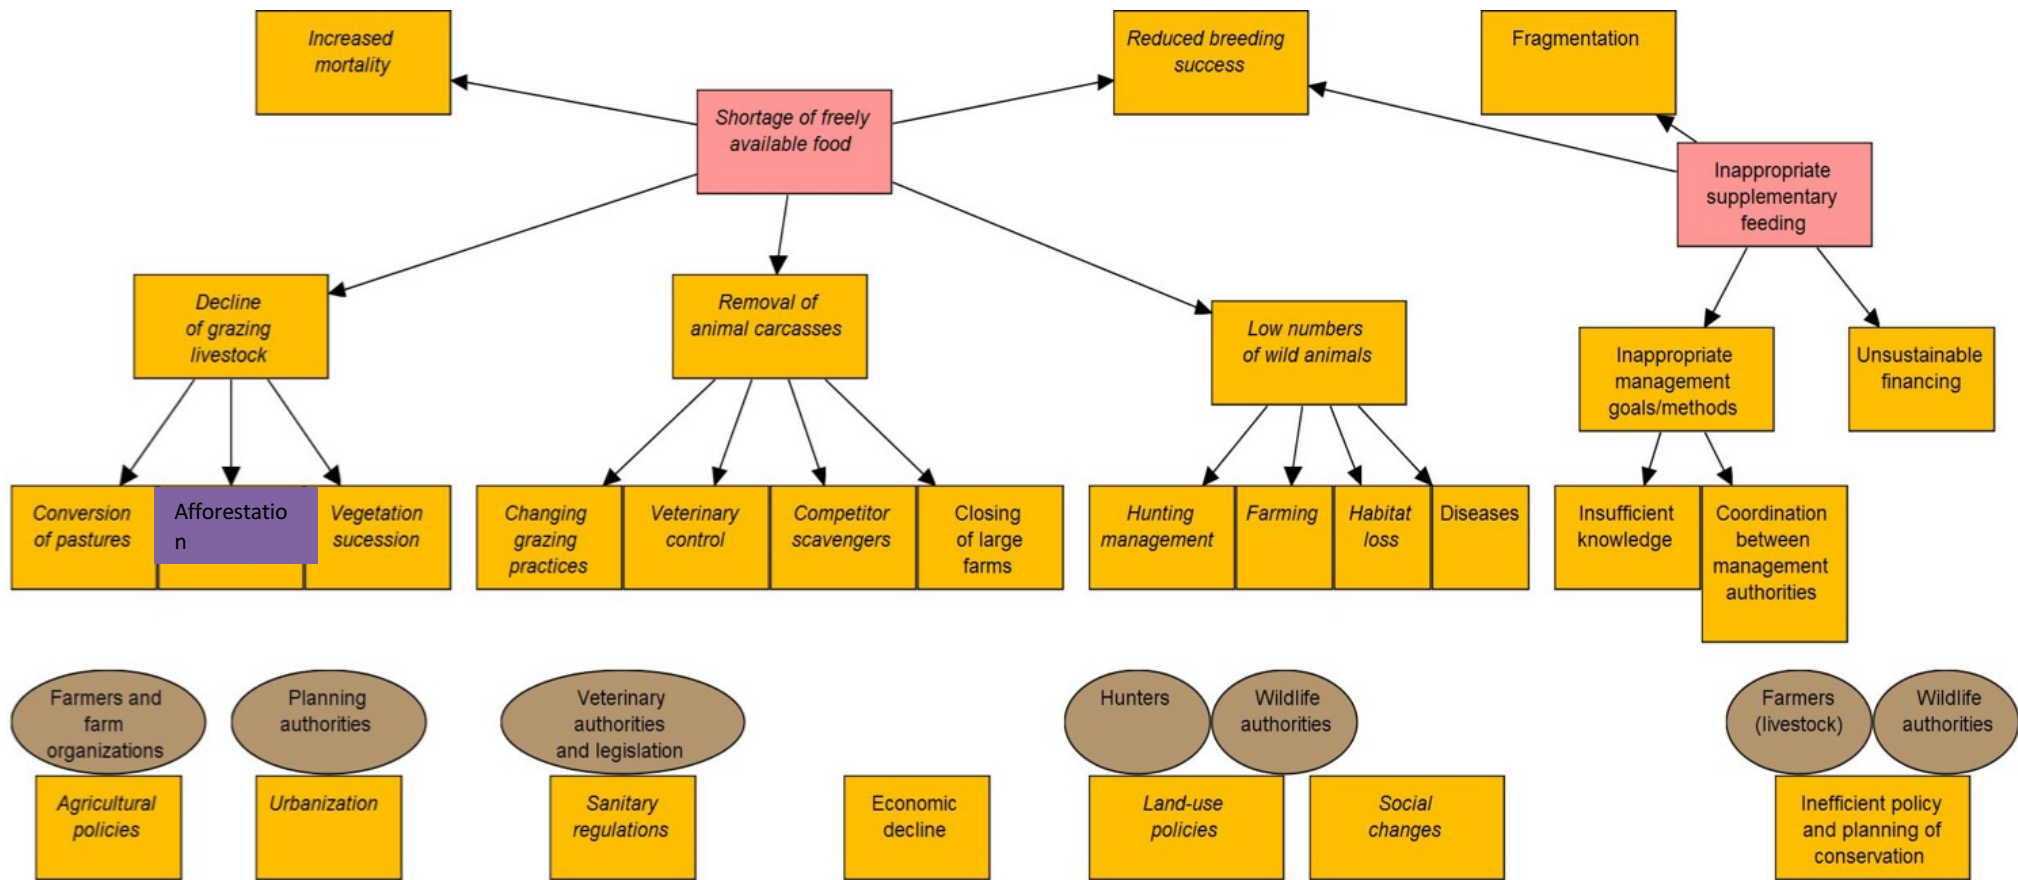 Increased
mortality
Reduced breeding
success
Fragmentation
Shortage of freely
available food
Inappropriate
supplementary
feeding
Decline
of grazing
livestock
Removal of
animal carcasses
Low numbers
of wild animals
Inappropriate
management
goals/methods
Unsustainable
financing
Conversion
of pastures
Afforestatio
n
Vegetation
sucession
Changing
grazing
practices
Veterinary
control
Competitor
scavengers
Closing
of large
farms
Hunting
management
Farming
Habitat
loss
Diseases
Insufficient
knowledge
Coordination
between
management
authorities
Farmers and
farm
organizations
Planning
authorities
Veterinary
authorities
and legislation
Hunters
Wildlife
authorities
Farmers
(livestock)
Wildlife
authorities
Agricultural
policies
Urbanization
Sanitary
regulations
Economic
decline
Land-use
policies
Social
changes
Inefficient policy
and planning of
conservation